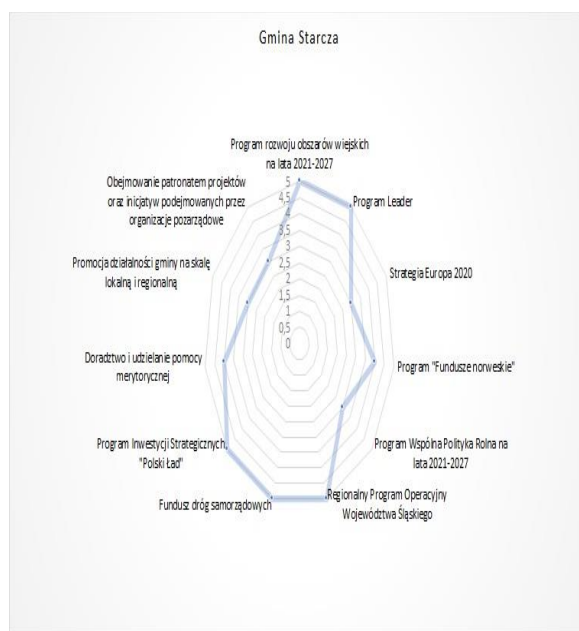 Gmina Starcza
Program rozwoju obszarów wiejskich
na lata 2021-2027
Obejmowanie patronatem projektów
oraz inicjatyw podejmowanych przez
organizacje pozarządowe
Program Leader
Promocja działalności gminy na skalę
lokalną i regionalną
Strategia Europa 2020
Doradztwo i udzielanie pomocy
merytorycznej
Program "Fundusze norweskie"
Program Inwestycji Strategicznych,
"Polski Ład"
Program Wspólna Polityka Rolna na
lata 2021-2027
Fundusz dróg samorządowych
Regionalny Program Operacyjny
Województwa Śląskiego
5
4,5
4
3,5
3
2,5
2
1,5
1
0,5
0